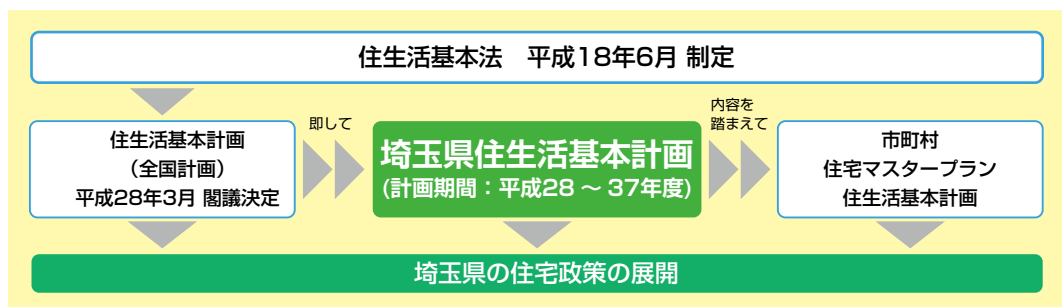 住生活基本法　平成18年6月 制定
住生活基本計画
（全国計画）
平成28年3月 閣議決定
即して
埼玉県住生活基本計画
(計画期間：平成28 ～ 37年度)
内容を
踏まえて
市町村
住宅マスタープラン
住生活基本計画
埼玉県の住宅政策の展開